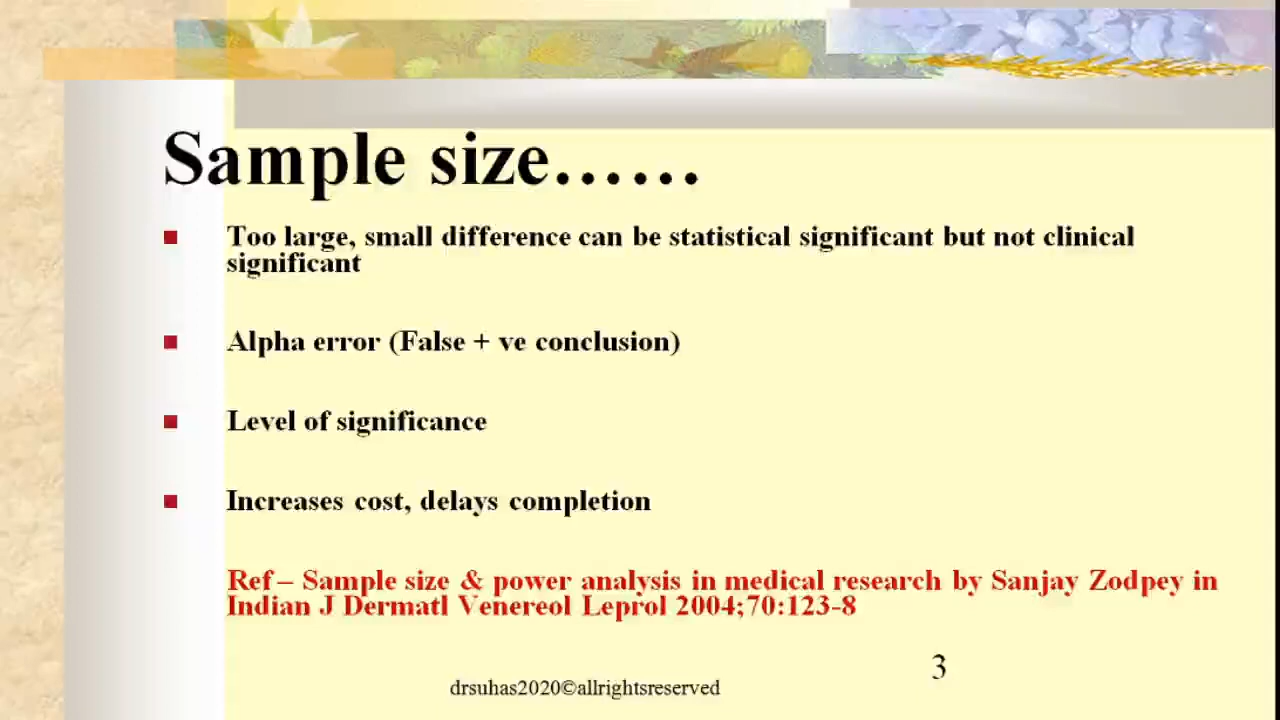 Sample size......
Too large, small difference can be statistical significant but not clinical
significant
Alpha error (False + ve conclusion)
Level of significance
Increases cost, delays completion
Ref – Sample size & power analysis in medical research by Sanjay Zodpey in
Indian J Dermatl Venereol Leprol 2004;70:123-8
3
drsuhas2020©allrightsreserved